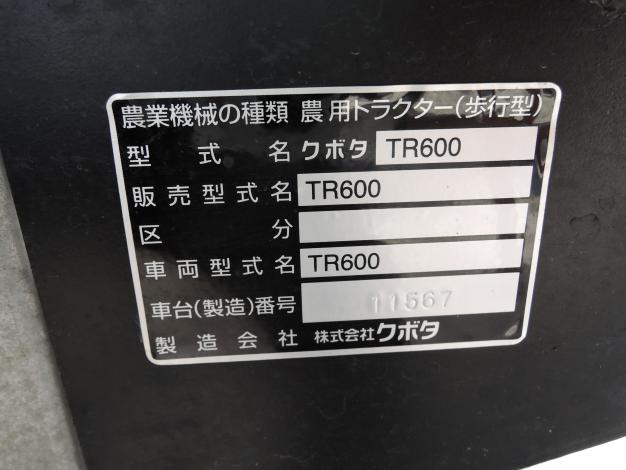 農業機械の種類 農用トラクター(歩行型)
型式名 クボタ TR600
販売型式名 TR600
区分
車両型式名 TR600
車台(製造)番号 11567
製造会社 株式会社クボタ